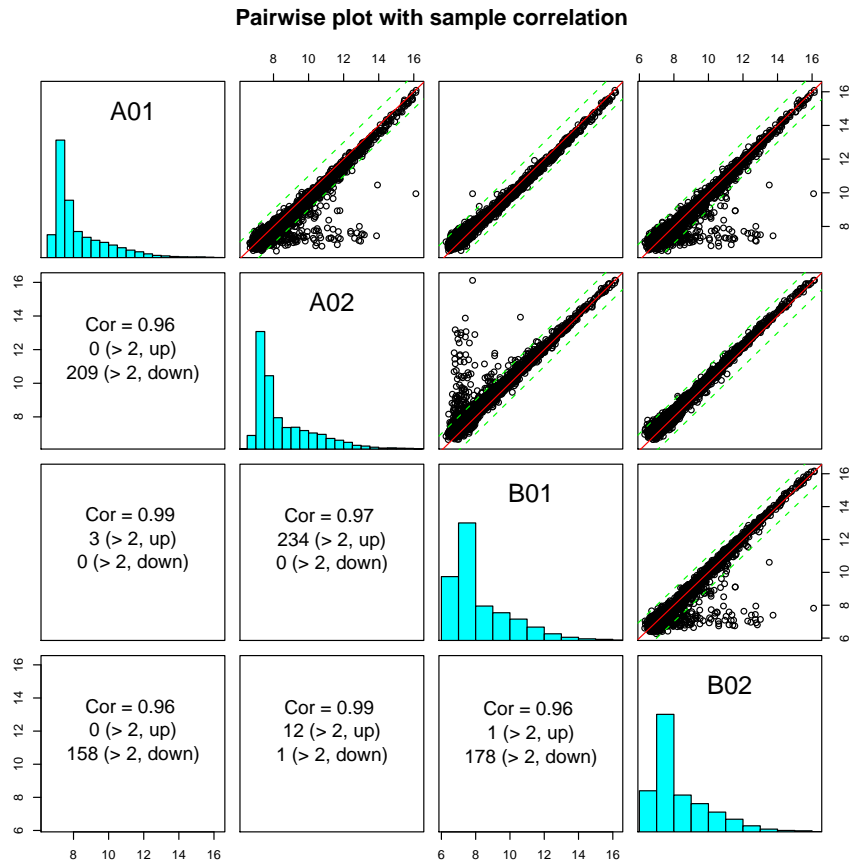 Pairwise plot with sample correlation
8 10 12 14 16
6 8 10 12 14 16
A01
8 10 12 14 16
8 10 12 14 16
A02
Cor = 0.96
0 (> 2, up)
209 (> 2, down)
B01
Cor = 0.99
3 (> 2, up)
0 (> 2, down)
Cor = 0.97
234 (> 2, up)
0 (> 2, down)
6 8 10 12 14 16
6 8 10 12 14 16
B02
Cor = 0.96
0 (> 2, up)
158 (> 2, down)
Cor = 0.99
12 (> 2, up)
1 (> 2, down)
Cor = 0.96
1 (> 2, up)
178 (> 2, down)
8 10 12 14 16
6 8 10 12 14 16